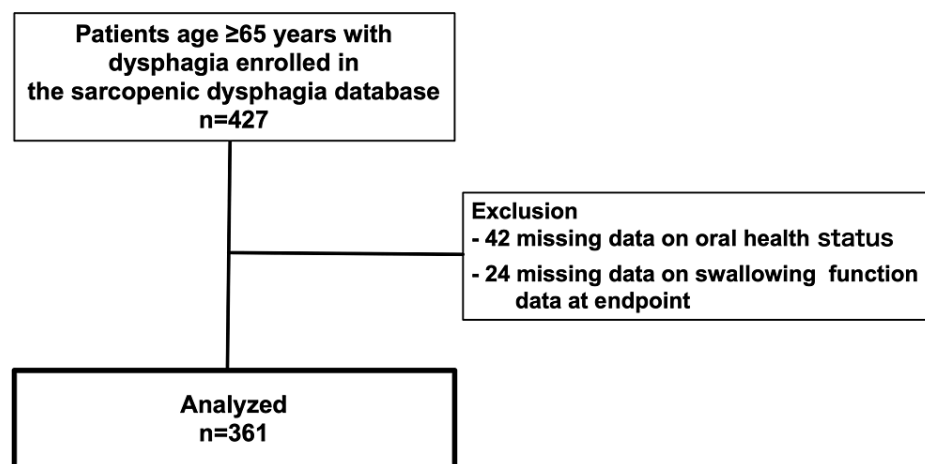 Patients age ≥65 years with
dysphagia enrolled in
the sarcopenic dysphagia database
n=427
Exclusion
- 42 missing data on oral health status
- 24 missing data on swallowing function
data at endpoint
Analyzed
n=361